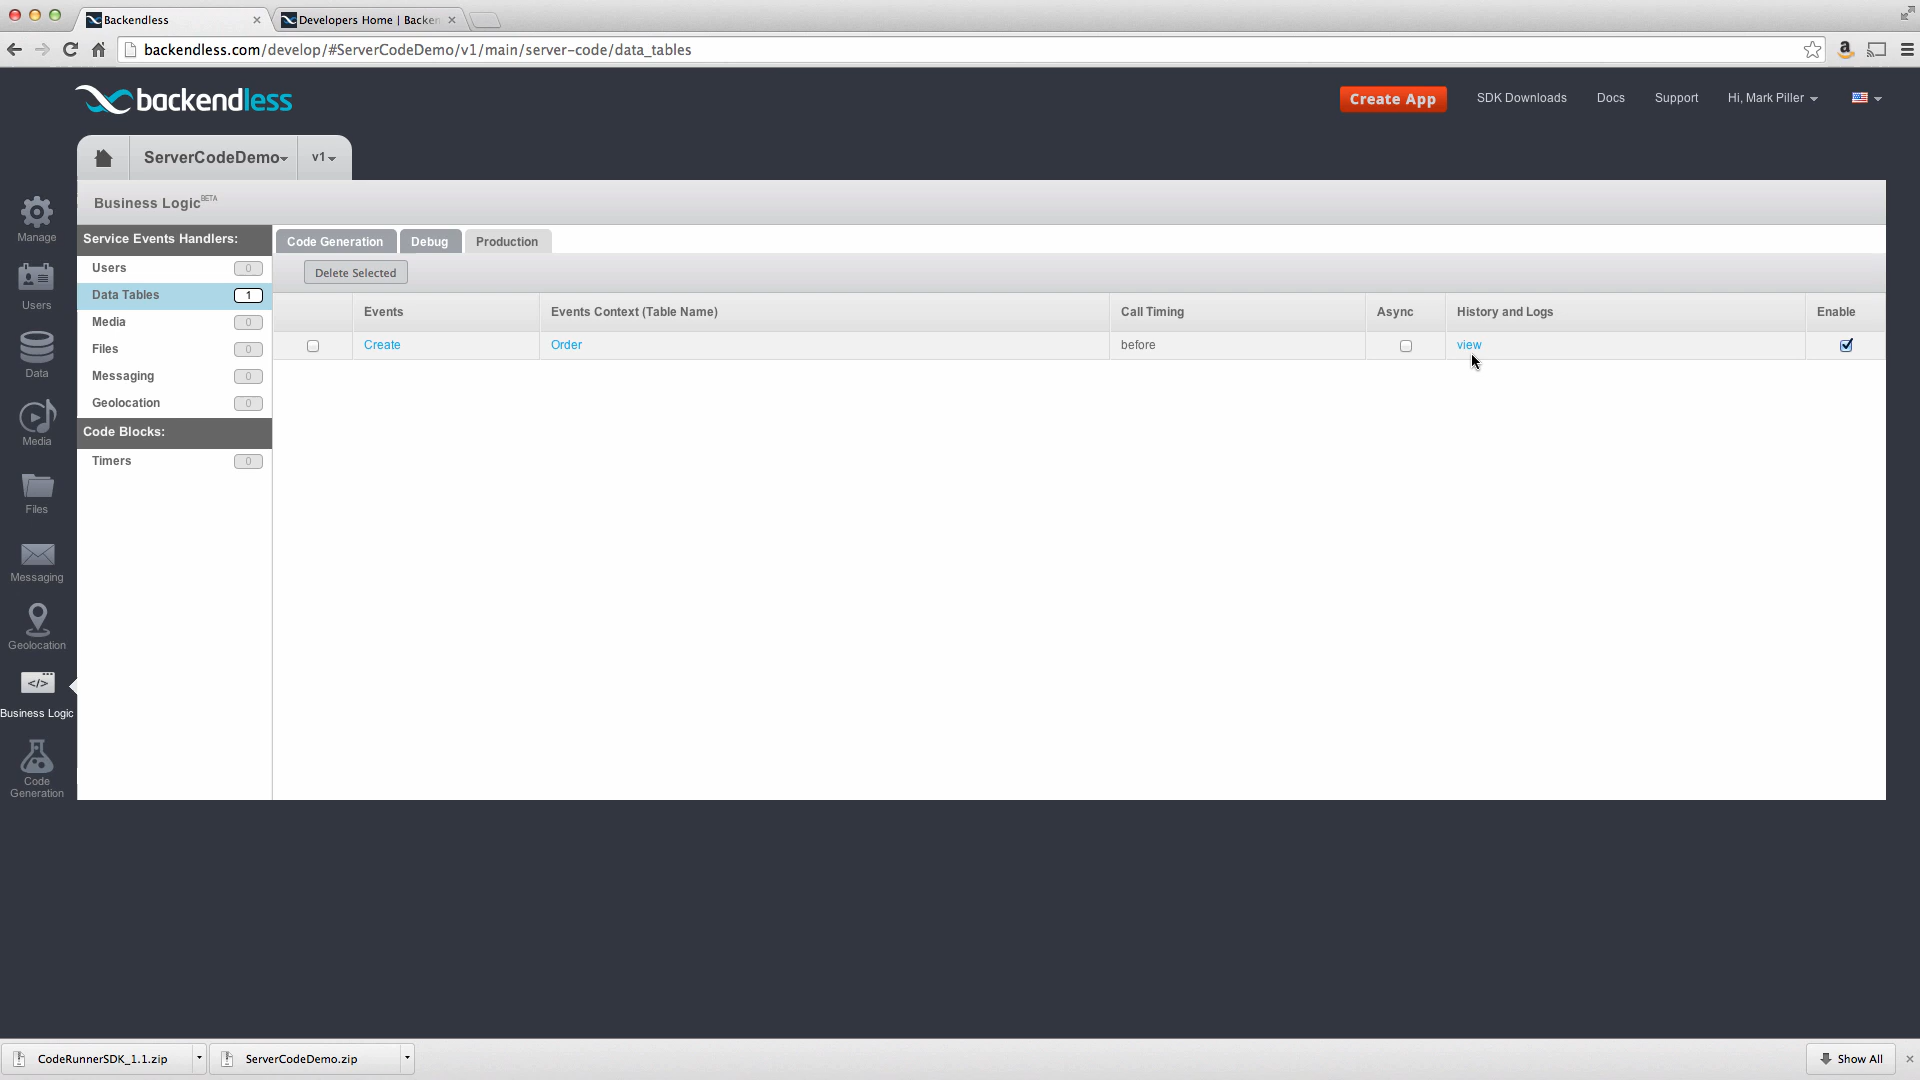 Backendless
Developers Home | Backen
backendless.com/develop/#ServerCodeDemo/v1/main/server-code/data_tables
backendless
Create App
SDK Downloads
Docs
Support
Hi, Mark Piller
ServerCodeDemo
v1
Business Logic BETA
Manage
Users
Data
Media
Files
Messaging
Geolocation
Business Logic
Code
Generation
Service Events Handlers:
Users 0
Data Tables 1
Media 0
Files 0
Messaging 0
Geolocation 0
Code Blocks:
Timers 0
Code Generation
Debug
Production
Delete Selected
Events Events Context (Table Name) Call Timing Async History and Logs Enable
Create Order before view
CodeRunnerSDK_1.1.zip
ServerCodeDemo.zip
Show All